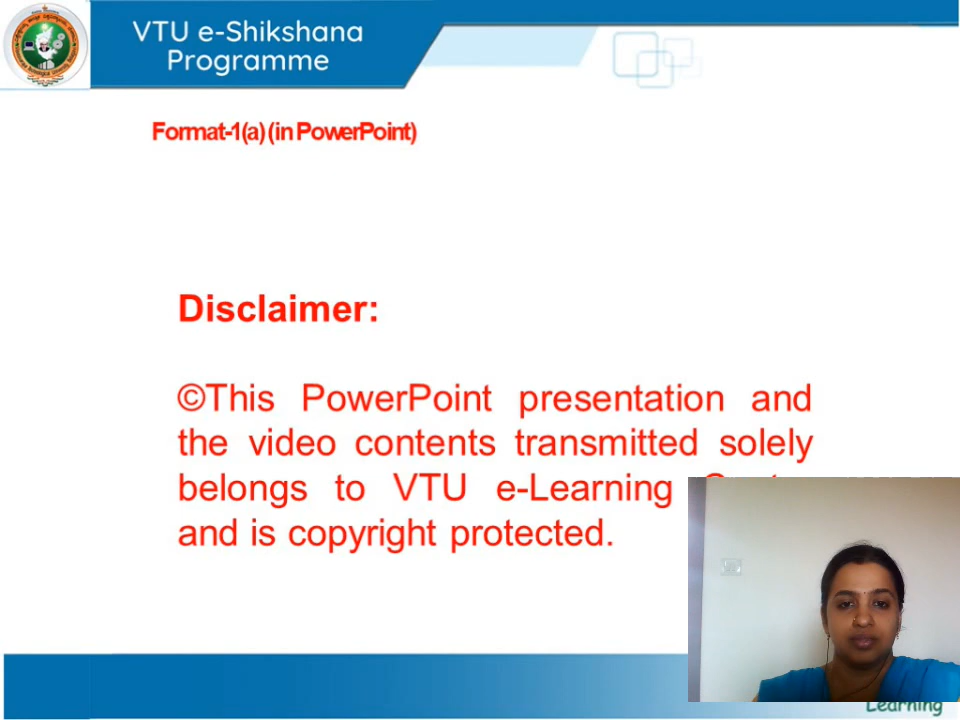 VTU e-Shikshana
Programme
Format-1(a) (in PowerPoint)
Disclaimer:
©This PowerPoint presentation and
the video contents transmitted solely
belongs to VTU e-Learning
and is copyright protected.
Learning